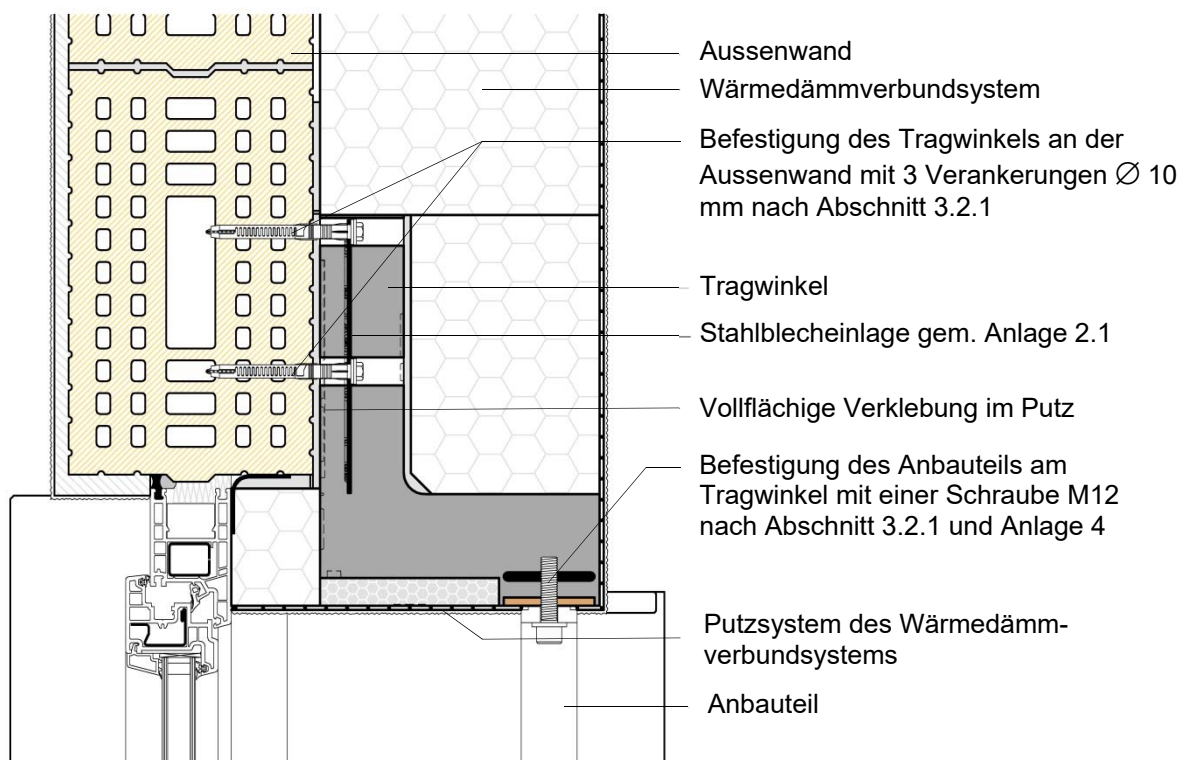 Aussenwand
Wärmedämmverbundsystem
Befestigung des Tragwinkels an der
Aussenwand mit 3 Verankerungen ∅ 10
mm nach Abschnitt 3.2.1
Tragwinkel
Stahlblecheinlage gem. Anlage 2.1
Vollflächige Verklebung im Putz
Befestigung des Anbauteils am
Tragwinkel mit einer Schraube M12
nach Abschnitt 3.2.1 und Anlage 4
Putzsystem des Wärmedämm-
verbundsystems
Anbauteil